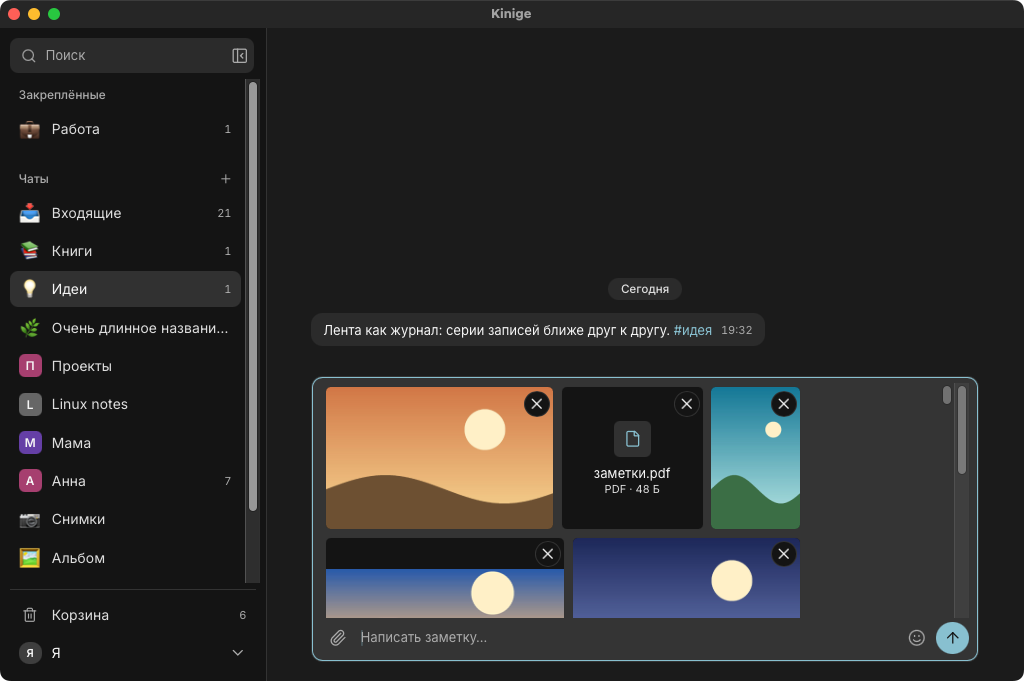 Kinige
Поиск
Закреплённые
Работа 1
Чаты
Входящие 21
Книги 1
Идеи 1
Очень длинное названи...
П Проекты
L Linux notes
М Мама
А Анна 7
Снимки
Альбом
Корзина 6
Я Я
Сегодня
Лента как журнал: серии записей ближе друг к другу. #идея 19:32
заметки.pdf
PDF · 48 Б
Написать заметку...